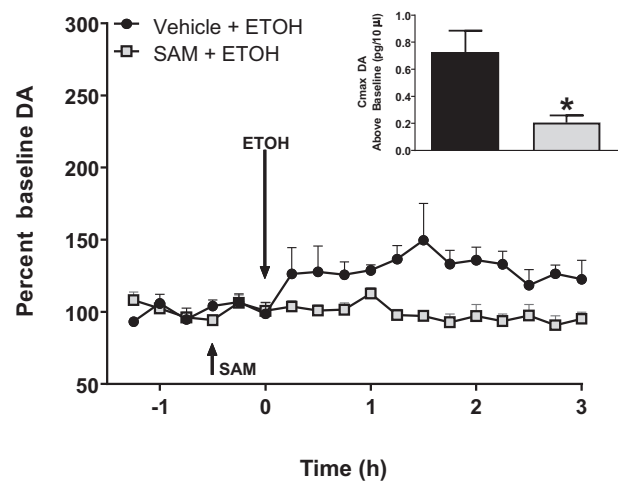 Vehicle + ETOH
SAM + ETOH
Percent baseline DA
300
250
200
150
100
50
ETOH
SAM
-1
0
1
2
3
Time (h)
Cmax DA
Above Baseline (pg/10 µl)
1.0
0.8
0.6
0.4
0.2
0.0
*